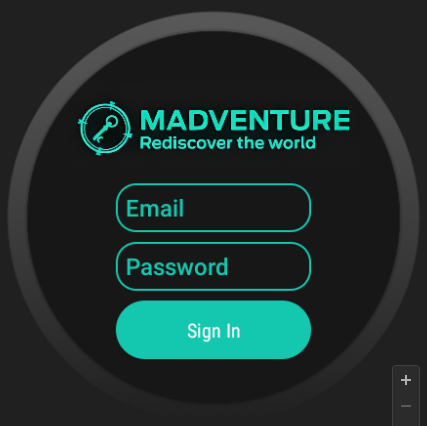 MADVENTURE
Rediscover the world
Email
Password
Sign In
+
−